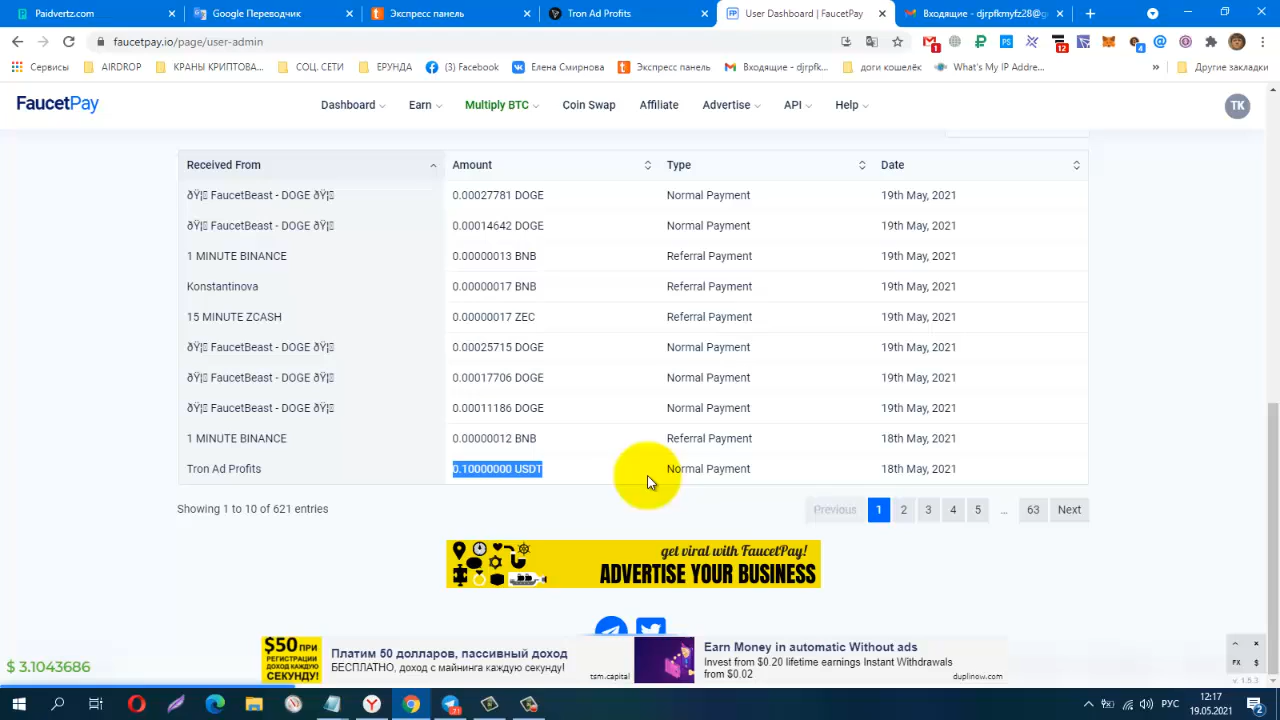 Paidvertz.com
Google Переводчик
Экспресс панель
Tron Ad Profits
User Dashboard | FaucetPay
Входящие - djrpfkmyfz28@g
faucetpay.io/page/user-admin
Сервисы
AIRDROP
КРАНЫ КРИПТОВА...
СОЦ. СЕТИ
ЕРУНДА
(3) Facebook
Елена Смирнова
Экспресс панель
Входящие - djrpfk...
доги кошелёк
What's My IP Addre...
»
Другие закладки
FaucetPay
Dashboard
Earn
Multiply BTC
Coin Swap
Affiliate
Advertise
API
Help
TK
Received From Amount Type Date
FaucetBeast - DOGE 0.00027781 DOGE Normal Payment 19th May, 2021
FaucetBeast - DOGE 0.00014642 DOGE Normal Payment 19th May, 2021
1 MINUTE BINANCE 0.00000013 BNB Referral Payment 19th May, 2021
Konstantinova 0.00000017 BNB Referral Payment 19th May, 2021
15 MINUTE ZCASH 0.00000017 ZEC Referral Payment 19th May, 2021
FaucetBeast - DOGE 0.00025715 DOGE Normal Payment 19th May, 2021
FaucetBeast - DOGE 0.00017706 DOGE Normal Payment 19th May, 2021
FaucetBeast - DOGE 0.00011186 DOGE Normal Payment 19th May, 2021
1 MINUTE BINANCE 0.00000012 BNB Referral Payment 18th May, 2021
Tron Ad Profits 0.10000000 USDT Normal Payment 18th May, 2021
Showing 1 to 10 of 621 entries
Previous 1 2 3 4 5 ... 63 Next
get viral with FaucetPay!
ADVERTISE YOUR BUSINESS
$50 ПРИ
РЕГИСТРАЦИИ
ДОХОД КАЖДУЮ
СЕКУНДУ!
Платим 50 долларов, пассивный доход
БЕСПЛАТНО, доход с майнинга каждую секунду!
tsm.capital
Earn Money in automatic Without ads
Invest from $0.20 lifetime earnings Instant Withdrawals
from $0.02
duplinow.com
$ 3.1043686
FX $
v. 1.5.3
РУС
12:17
19.05.2021